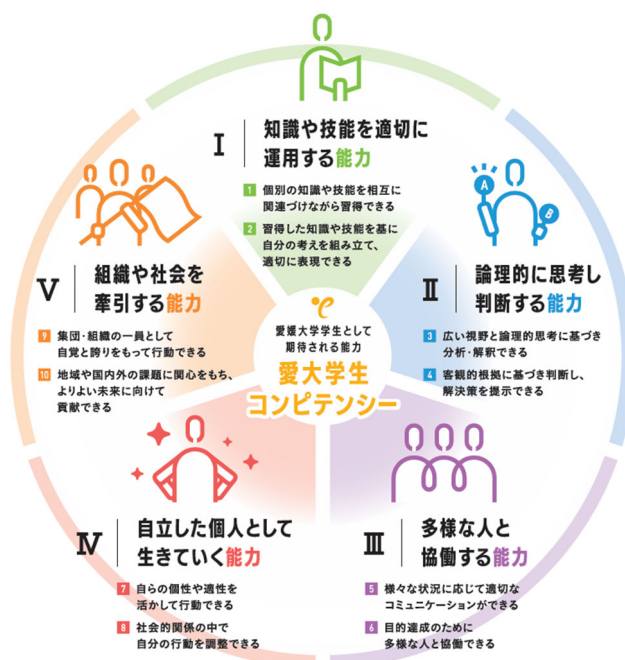 I
知識や技能を適切に
運用する能力
1 個別の知識や技能を相互に
関連づけながら習得できる
2 習得した知識や技能を基に
自分の考えを組み立て、
適切に表現できる
A
B
II
論理的に思考し
判断する能力
3 広い視野と論理的思考に基づき
分析・解釈できる
4 客観的根拠に基づき判断し、
解決策を提示できる
III
多様な人と
協働する能力
5 様々な状況に応じて適切な
コミュニケーションができる
6 目的達成のために
多様な人と協働できる
IV
自立した個人として
生きていく能力
7 自らの個性や適性を
活かして行動できる
8 社会的関係の中で
自分の行動を調整できる
V
組織や社会を
牽引する能力
9 集団・組織の一員として
自覚と誇りをもって行動できる
10 地域や国内外の課題に関心をもち、
よりよい未来に向けて
貢献できる
愛媛大学学生として
期待される能力
愛大学生
コンピテンシー